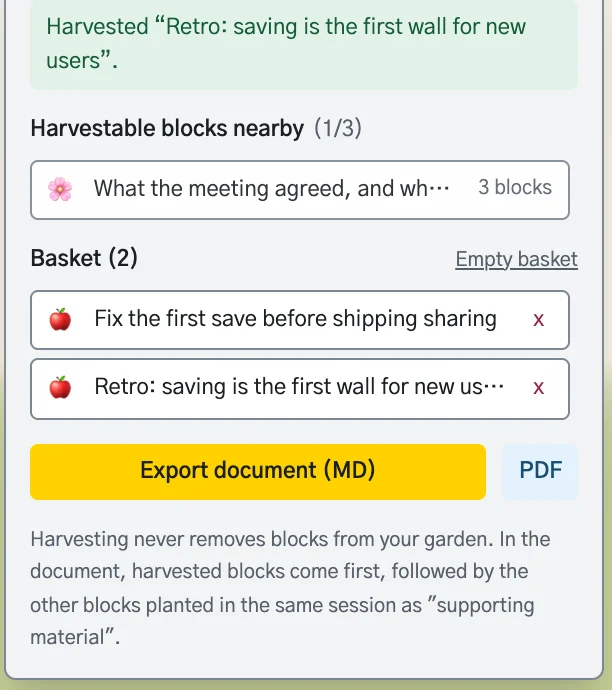 Harvested “Retro: saving is the first wall for new
users”.
Harvestable blocks nearby (1/3)
What the meeting agreed, and wh··· 3 blocks
Basket (2) Empty basket
Fix the first save before shipping sharing x
Retro: saving is the first wall for new us··· x
Export document (MD) PDF
Harvesting never removes blocks from your garden. In the
document, harvested blocks come first, followed by the
other blocks planted in the same session as "supporting
material".